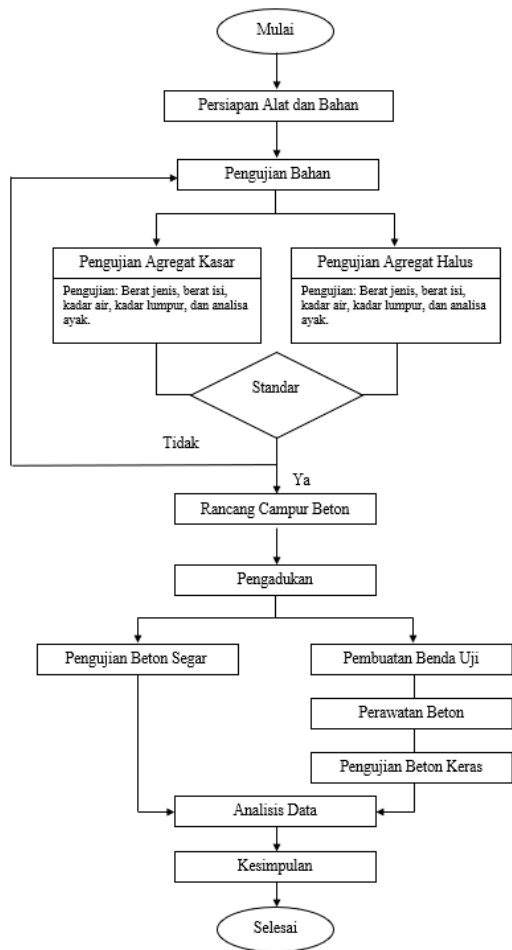 Mulai
Persiapan Alat dan Bahan
Pengujian Bahan
Pengujian Agregat Kasar
Pengujian: Berat jenis, berat isi,
kadar air, kadar lumpur, dan analisa
ayak.
Pengujian Agregat Halus
Pengujian: Berat jenis, berat isi,
kadar air, kadar lumpur, dan analisa
ayak.
Standar
Tidak
Ya
Rancang Campur Beton
Pengadukan
Pengujian Beton Segar
Pembuatan Benda Uji
Perawatan Beton
Pengujian Beton Keras
Analisis Data
Kesimpulan
Selesai